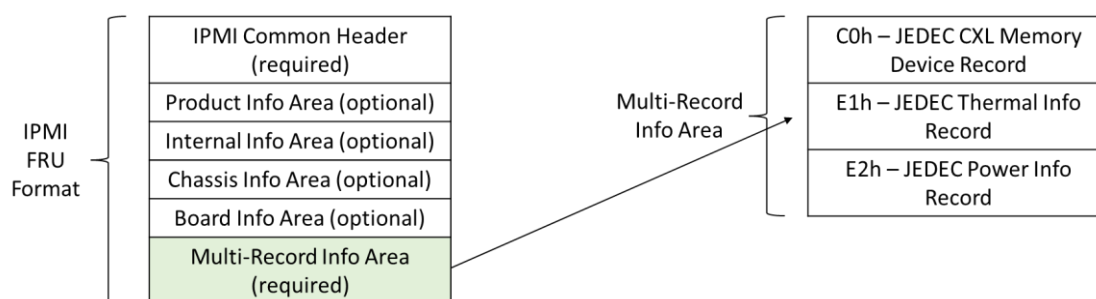 IPMI
FRU
Format
IPMI Common Header
(required)
Product Info Area (optional)
Internal Info Area (optional)
Chassis Info Area (optional)
Board Info Area (optional)
Multi-Record Info Area
(required)
Multi-Record
Info Area
C0h – JEDEC CXL Memory
Device Record
E1h – JEDEC Thermal Info
Record
E2h – JEDEC Power Info
Record